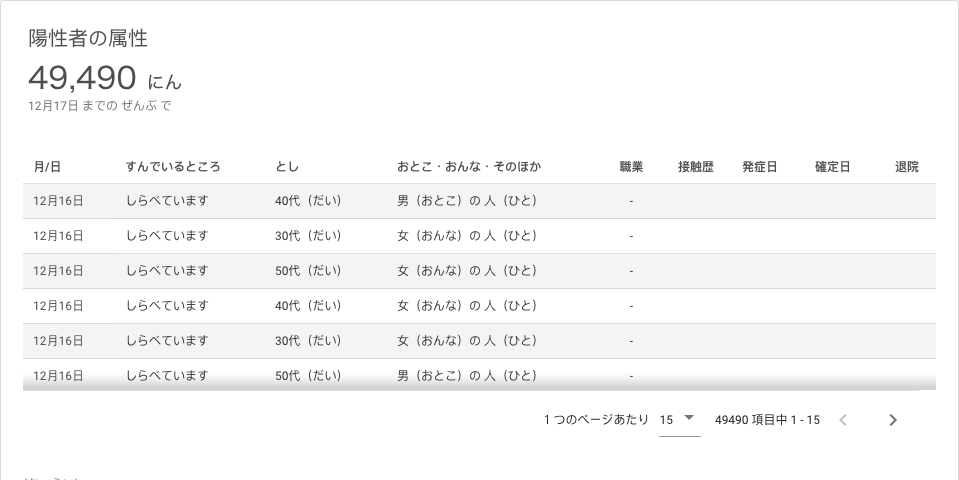 陽性者の属性
49,490 にん
12月17日 までの ぜんぶ で
月/日 すんでいるところ とし おとこ・おんな・そのほか 職業 接触歴 発症日 確定日 退院
12月16日 しらべています 40代（だい） 男（おとこ）の 人（ひと） -
12月16日 しらべています 30代（だい） 女（おんな）の 人（ひと） -
12月16日 しらべています 50代（だい） 女（おんな）の 人（ひと） -
12月16日 しらべています 40代（だい） 女（おんな）の 人（ひと） -
12月16日 しらべています 30代（だい） 女（おんな）の 人（ひと） -
12月16日 しらべています 50代（だい） 男（おとこ）の 人（ひと） -
1 つのページあたり 15 49490 項目中 1 - 15